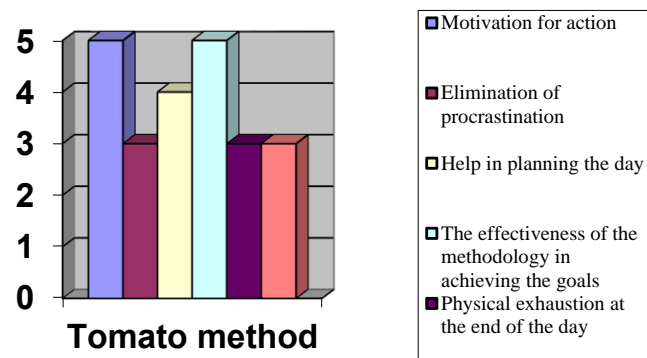 5
4
3
2
1
0
Tomato method
Motivation for action
Elimination of
procrastination
Help in planning the day
The effectiveness of the
methodology in
achieving the goals
Physical exhaustion at
the end of the day